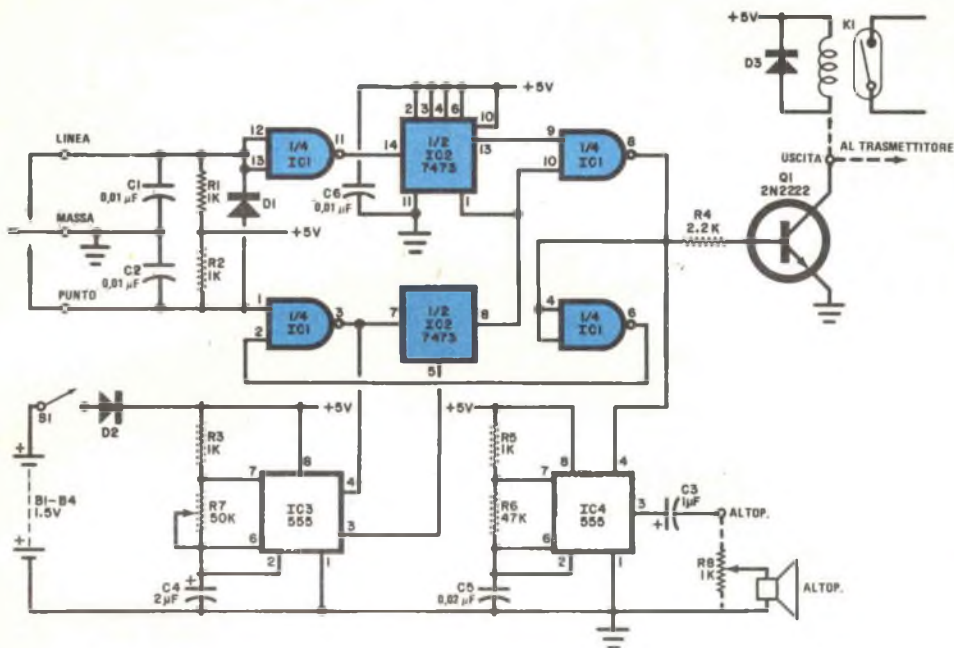 +5V
K1
D3
+5V
LINEA
12
13
1/4
IC1
11
14
2 3 4 6
10
1/2
IC2
7473
13
9
10
1/4
IC1
8
AL TRASMETTITORE
USCITA
C1
0,01 µF
R1
1K
D1
C6
0,01 µF
11
1
Q1
2N2222
MASSA
+5V
R4
2.2K
C2
0,01 µF
R2
1K
PUNTO
1
2
1/4
IC1
3
7
1/2
IC2
7473
8
4
5
1/4
IC1
6
S1
D2
+5V
+5V
R3
1K
8
4
R5
1K
8
4
7
7
B1-B4
1.5V
R7
50K
IC3
555
3
R6
47K
IC4
555
3
C3
1µF
ALTOP.
6
2
1
6
2
1
R8
1K
C4
2µF
C5
0,02 µF
ALTOP.